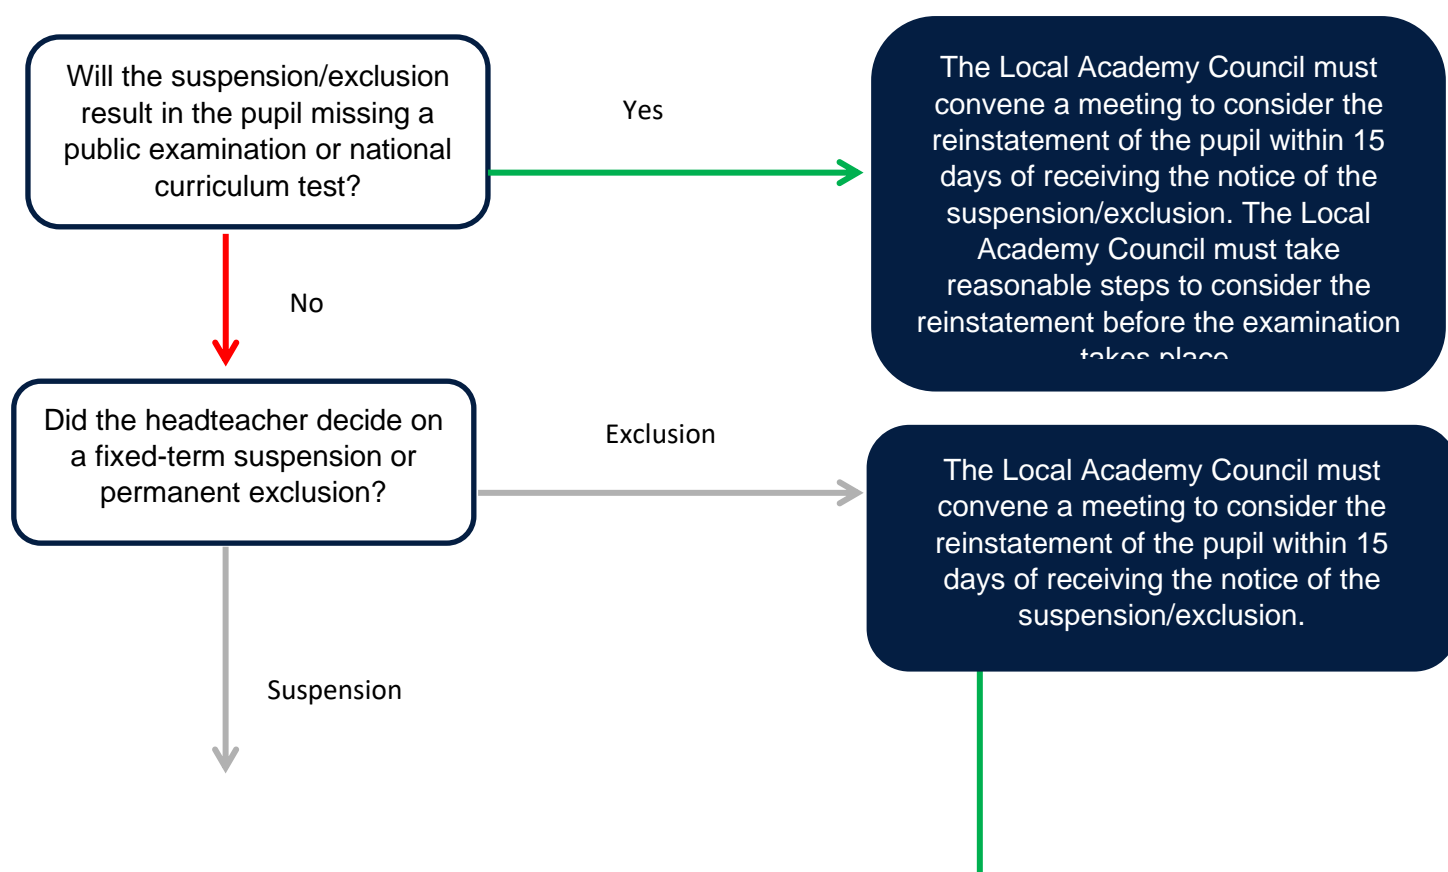 Will the suspension/exclusion
result in the pupil missing a
public examination or national
curriculum test?
Yes
The Local Academy Council must
convene a meeting to consider the
reinstatement of the pupil within 15
days of receiving the notice of the
suspension/exclusion. The Local
Academy Council must take
reasonable steps to consider the
reinstatement before the examination
takes place
No
Did the headteacher decide on
a fixed-term suspension or
permanent exclusion?
Exclusion
The Local Academy Council must
convene a meeting to consider the
reinstatement of the pupil within 15
days of receiving the notice of the
suspension/exclusion.
Suspension